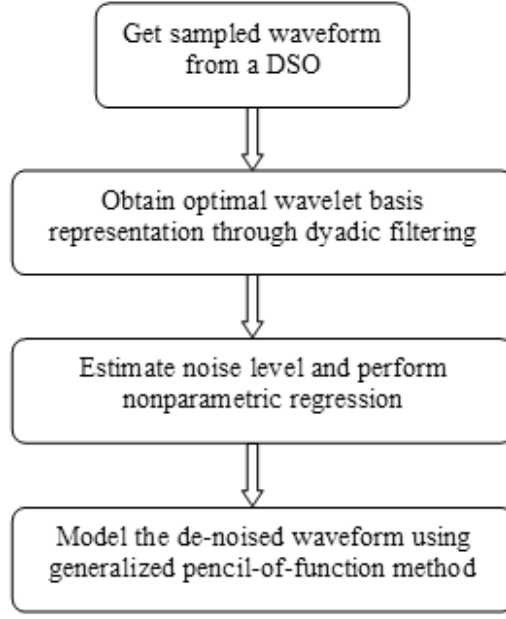 Get sampled waveform
from a DSO
Obtain optimal wavelet basis
representation through dyadic filtering
Estimate noise level and perform
nonparametric regression
Model the de-noised waveform using
generalized pencil-of-function method